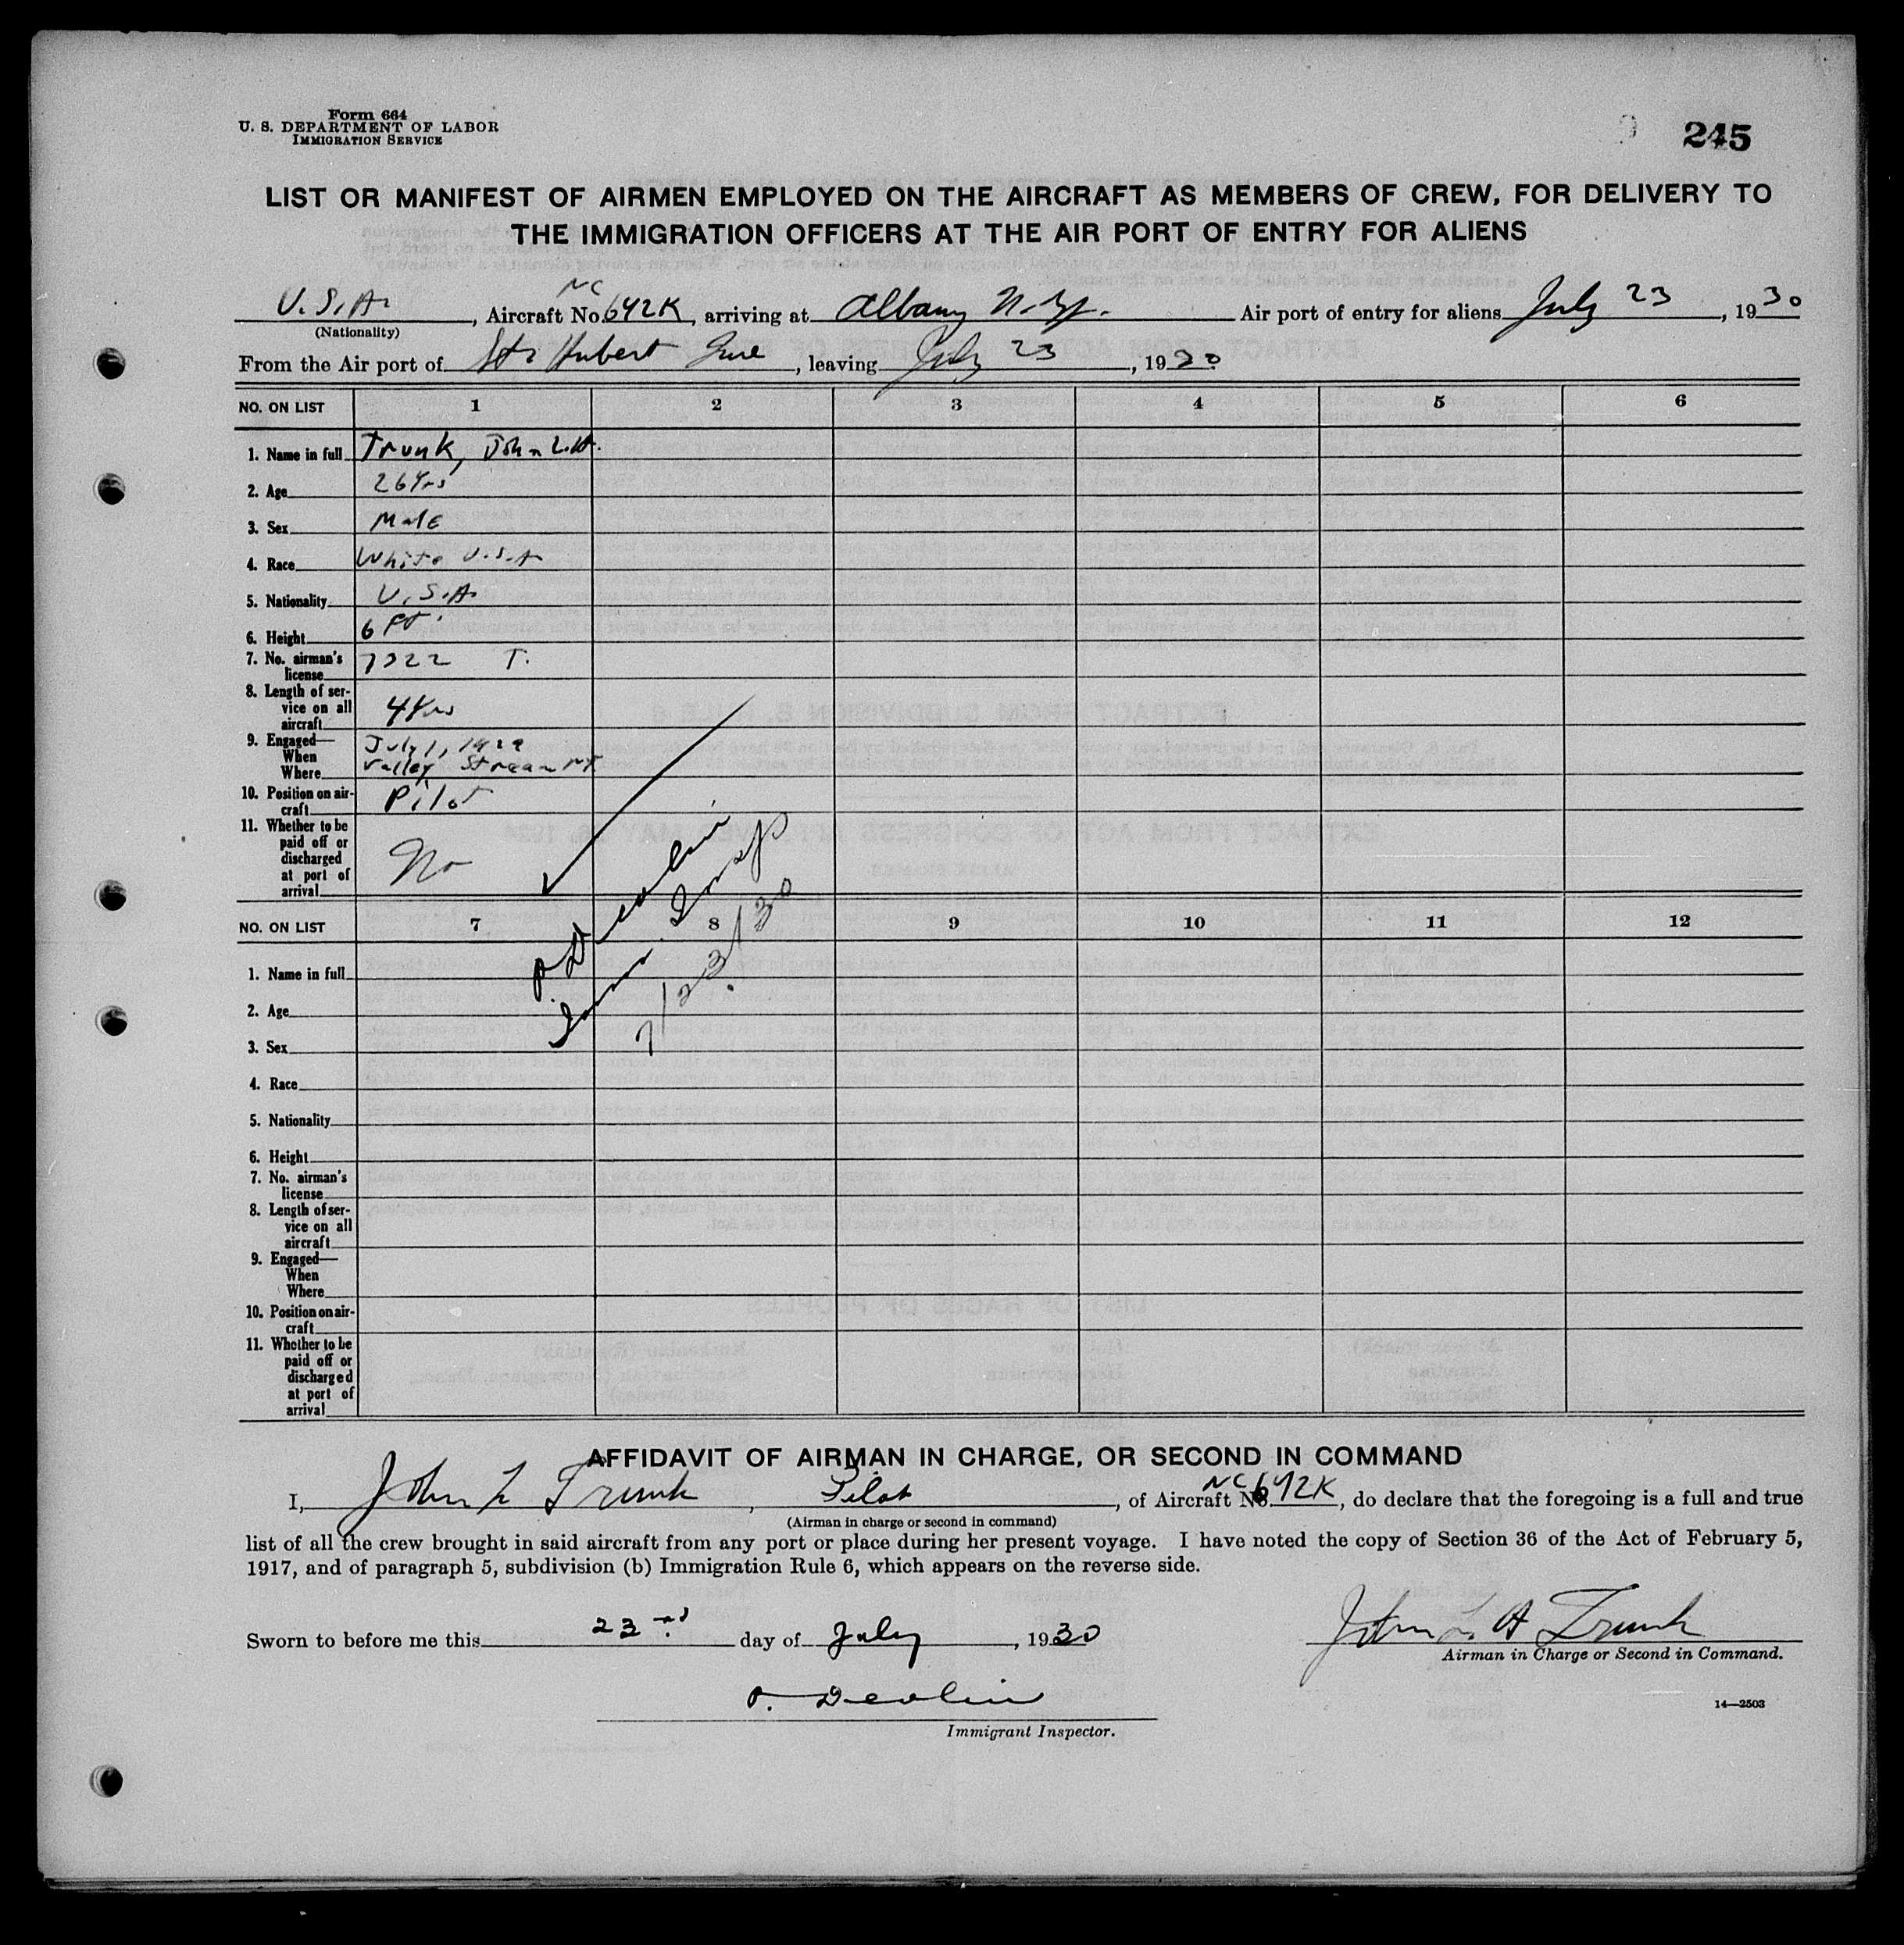 Form 664
U. S. DEPARTMENT OF LABOR
IMMIGRATION SERVICE
245
LIST OR MANIFEST OF AIRMEN EMPLOYED ON THE AIRCRAFT AS MEMBERS OF CREW, FOR DELIVERY TO
THE IMMIGRATION OFFICERS AT THE AIR PORT OF ENTRY FOR ALIENS
U.S.A. , Aircraft No. NC 642K, arriving at Albany N.Y. Air port of entry for aliens July 23, 1930
(Nationality)
From the Air port of St. Hubert Que, leaving July 23, 1930
NO. ON LIST 1 2 3 4 5 6
1. Name in full Trunk, John L.A.
2. Age 26 Yrs
3. Sex Male
4. Race White U.S.A
5. Nationality U.S.A.
6. Height 6 Ft.
7. No. airman's
license 7322 T.
8. Length of ser-
vice on all
aircraft 4 Yrs
9. Engaged—
When July 1, 1929
Where Valley Stream N.Y.
10. Position on air-
craft Pilot
11. Whether to be
paid off or
discharged
at port of
arrival No
P. Devlin
Imm. Insp
7/23/30
NO. ON LIST 7 8 9 10 11 12
1. Name in full
2. Age
3. Sex
4. Race
5. Nationality
6. Height
7. No. airman's
license
8. Length of ser-
vice on all
aircraft
9. Engaged—
When
Where
10. Position on air-
craft
11. Whether to be
paid off or
discharged
at port of
arrival
AFFIDAVIT OF AIRMAN IN CHARGE, OR SECOND IN COMMAND
I, John L Trunk, Pilot, of Aircraft No. NC 642K, do declare that the foregoing is a full and true
(Airman in charge or second in command)
list of all the crew brought in said aircraft from any port or place during her present voyage. I have noted the copy of Section 36 of the Act of February 5,
1917, and of paragraph 5, subdivision (b) Immigration Rule 6, which appears on the reverse side.
Sworn to before me this 23rd day of July, 1930
John L. A Trunk
Airman in Charge or Second in Command.
P. Devlin
Immigrant Inspector.
14—2503